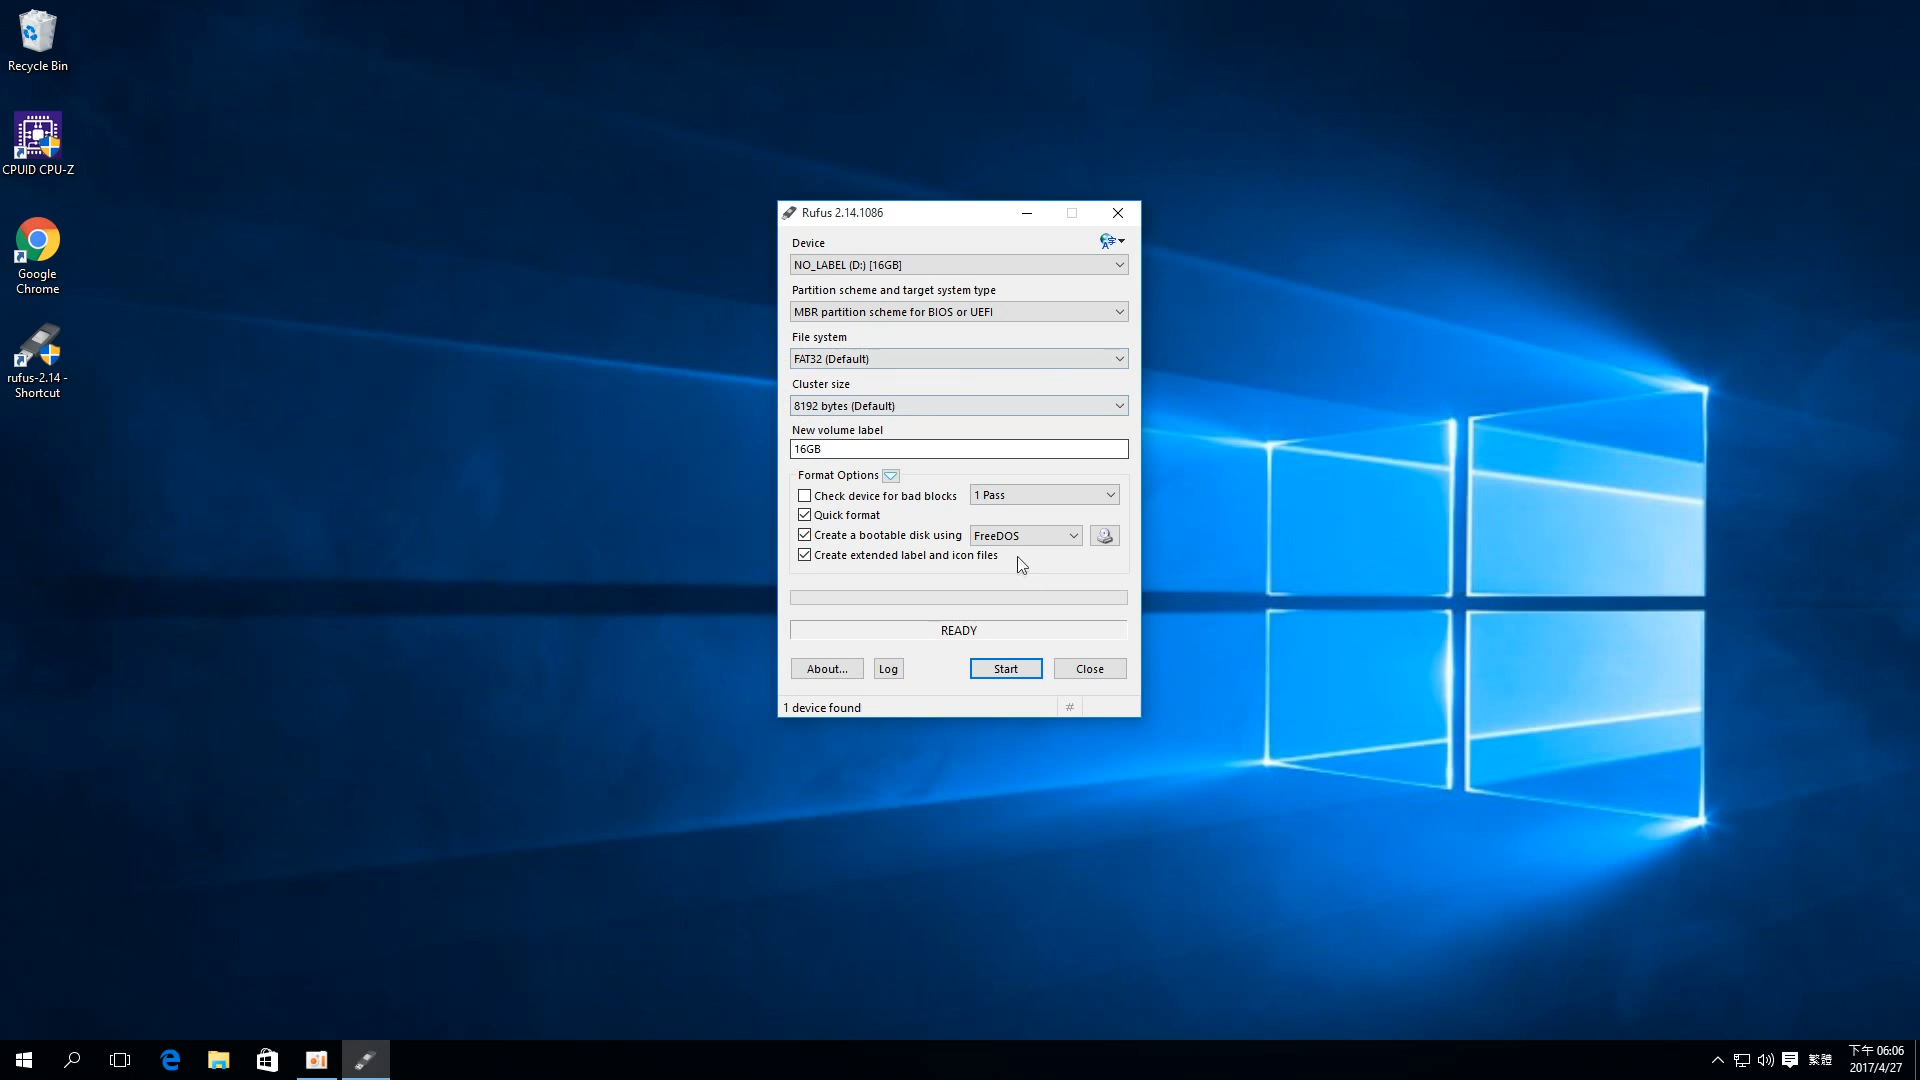 Recycle Bin
CPUID CPU-Z
Google
Chrome
rufus-2.14 -
Shortcut
Rufus 2.14.1086
Device
NO_LABEL (D:) [16GB]
Partition scheme and target system type
MBR partition scheme for BIOS or UEFI
File system
FAT32 (Default)
Cluster size
8192 bytes (Default)
New volume label
16GB
Format Options
Check device for bad blocks 1 Pass
Quick format
Create a bootable disk using FreeDOS
Create extended label and icon files
READY
About... Log Start Close
1 device found #
繁體
下午 06:06
2017/4/27